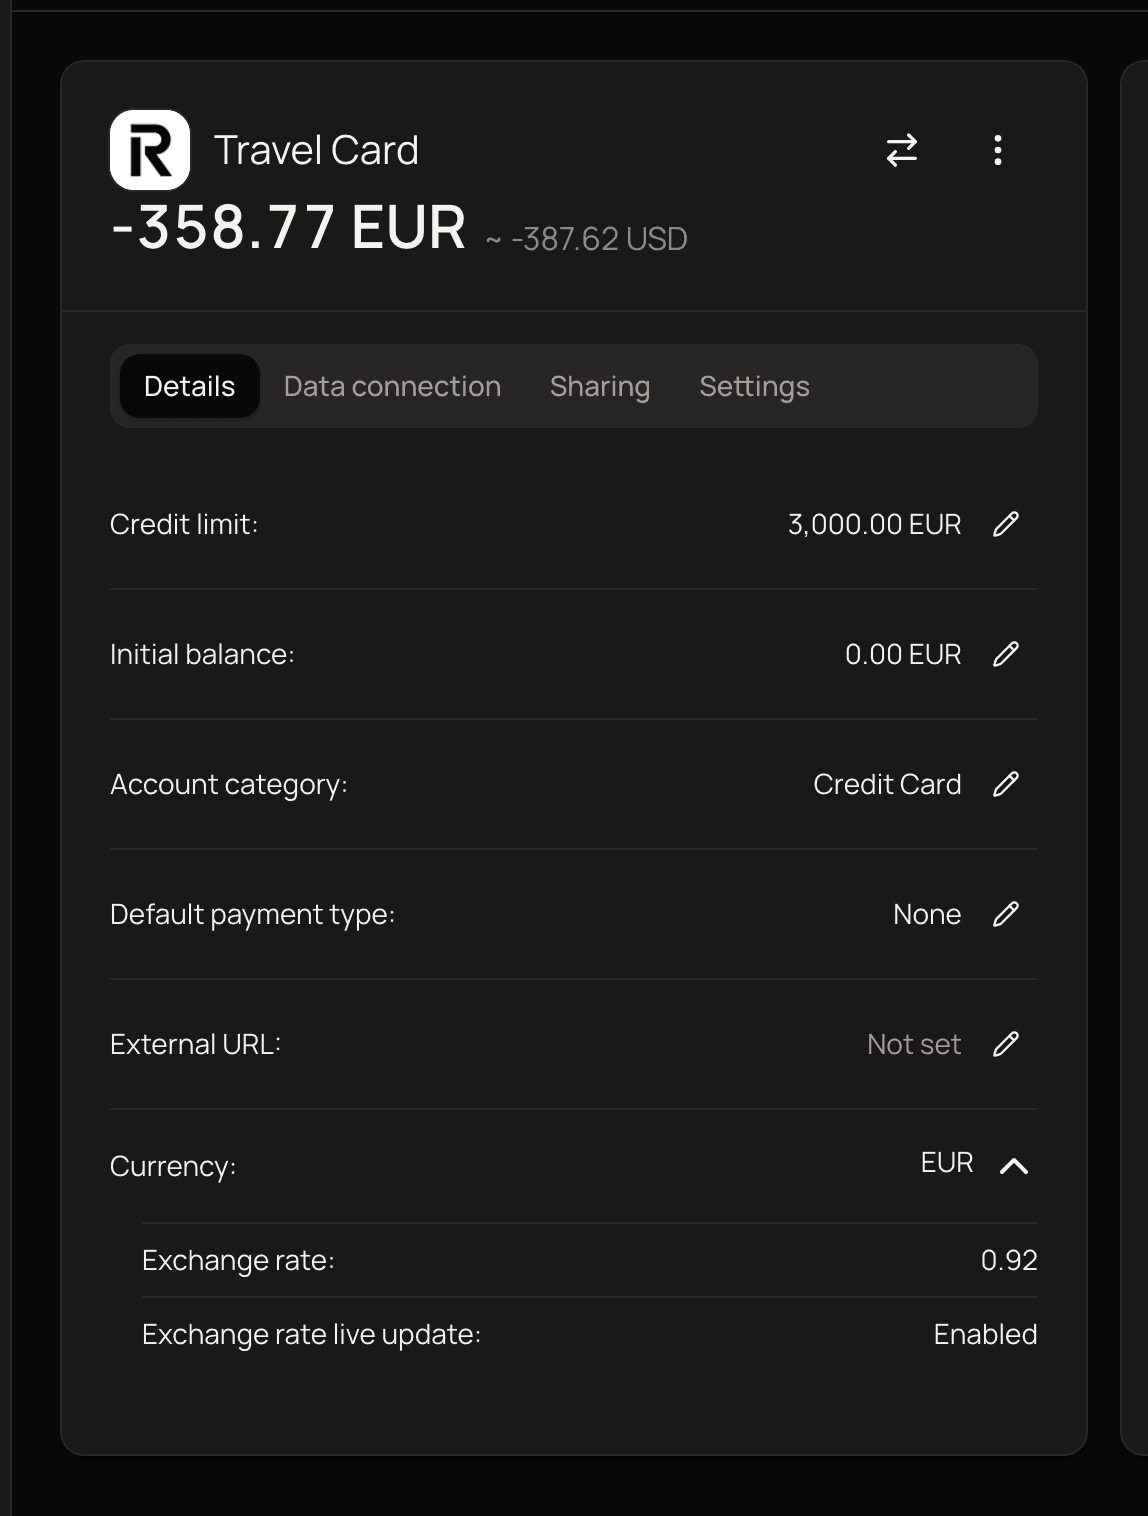 R Travel Card
-358.77 EUR ~ -387.62 USD
Details Data connection Sharing Settings
Credit limit: 3,000.00 EUR
Initial balance: 0.00 EUR
Account category: Credit Card
Default payment type: None
External URL: Not set
Currency: EUR
Exchange rate: 0.92
Exchange rate live update: Enabled